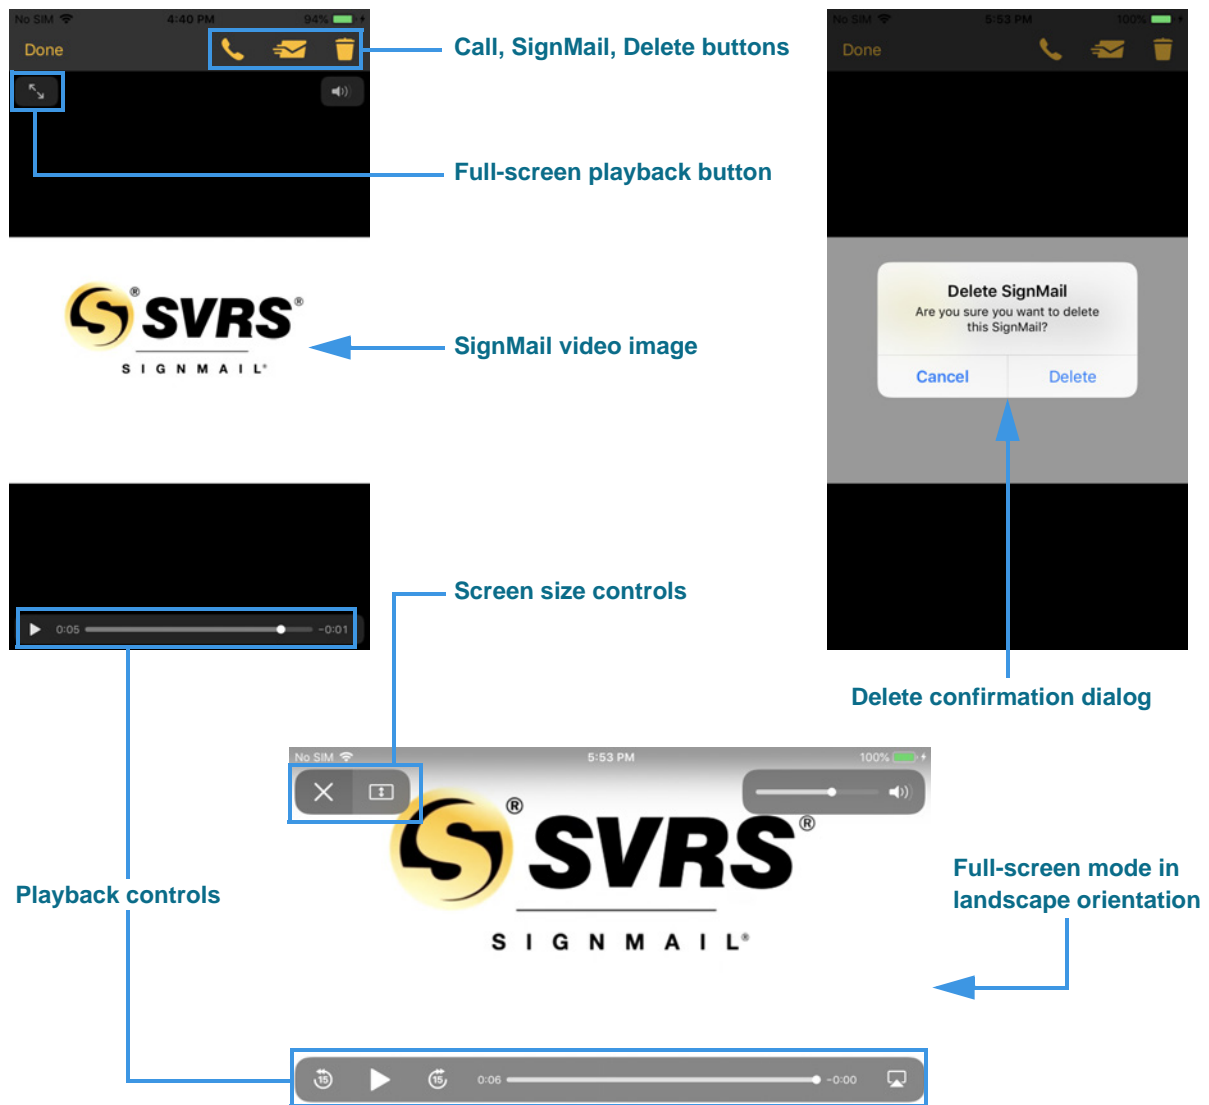 No SIM 4:40 PM 94%
Done
Call, SignMail, Delete buttons
Full-screen playback button
® SVRS®
SIGNMAIL®
SignMail video image
0:05 -0:01
No SIM 5:53 PM 100%
Done
Delete SignMail
Are you sure you want to delete
this SignMail?
Cancel Delete
Delete confirmation dialog
Screen size controls
Playback controls
No SIM 5:53 PM 100%
® SVRS®
SIGNMAIL®
Full-screen mode in
landscape orientation
15 15 0:06 -0:00